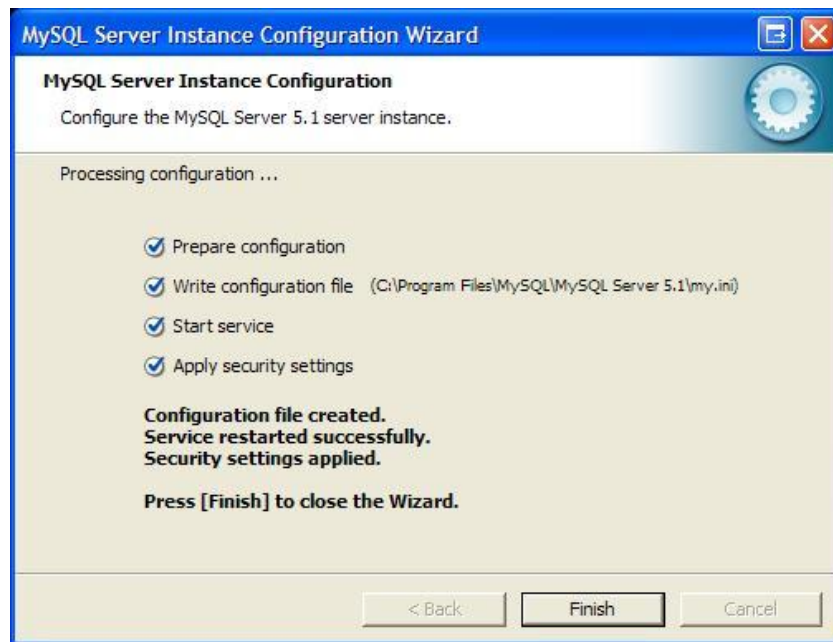 MySQL Server Instance Configuration Wizard
MySQL Server Instance Configuration
Configure the MySQL Server 5.1 server instance.
Processing configuration ...
Prepare configuration
Write configuration file (C:\Program Files\MySQL\MySQL Server 5.1\my.ini)
Start service
Apply security settings
Configuration file created.
Service restarted successfully.
Security settings applied.
Press [Finish] to close the Wizard.
< Back Finish Cancel